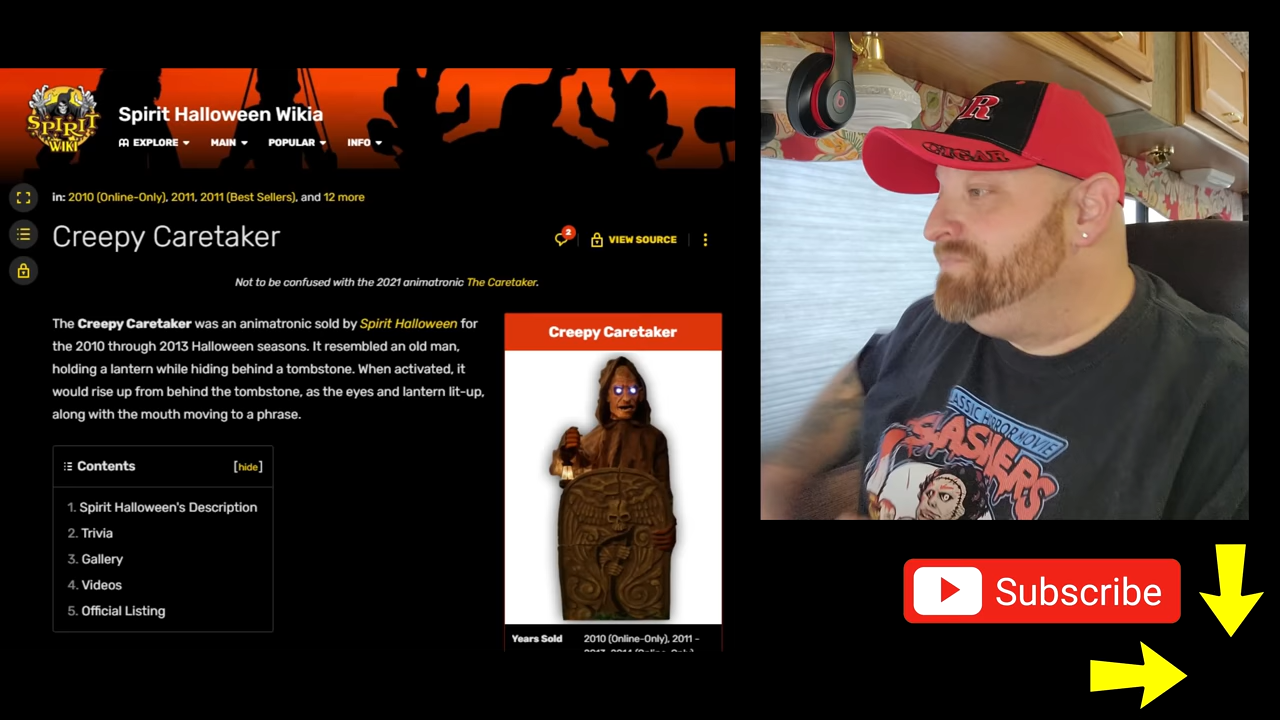 SPIRIT
WIKI
Spirit Halloween Wikia
EXPLORE
MAIN
POPULAR
INFO
in: 2010 (Online-Only), 2011, 2011 (Best Sellers), and 12 more
Creepy Caretaker
2
VIEW SOURCE
Not to be confused with the 2021 animatronic The Caretaker.
The Creepy Caretaker was an animatronic sold by Spirit Halloween for
the 2010 through 2013 Halloween seasons. It resembled an old man,
holding a lantern while hiding behind a tombstone. When activated, it
would rise up from behind the tombstone, as the eyes and lantern lit-up,
along with the mouth moving to a phrase.
Contents [hide]
1. Spirit Halloween's Description
2. Trivia
3. Gallery
4. Videos
5. Official Listing
Creepy Caretaker
Years Sold
2010 (Online-Only), 2011 -
R
CIGAR
CLASSIC HORROR MOVIE
SLASHERS
Subscribe